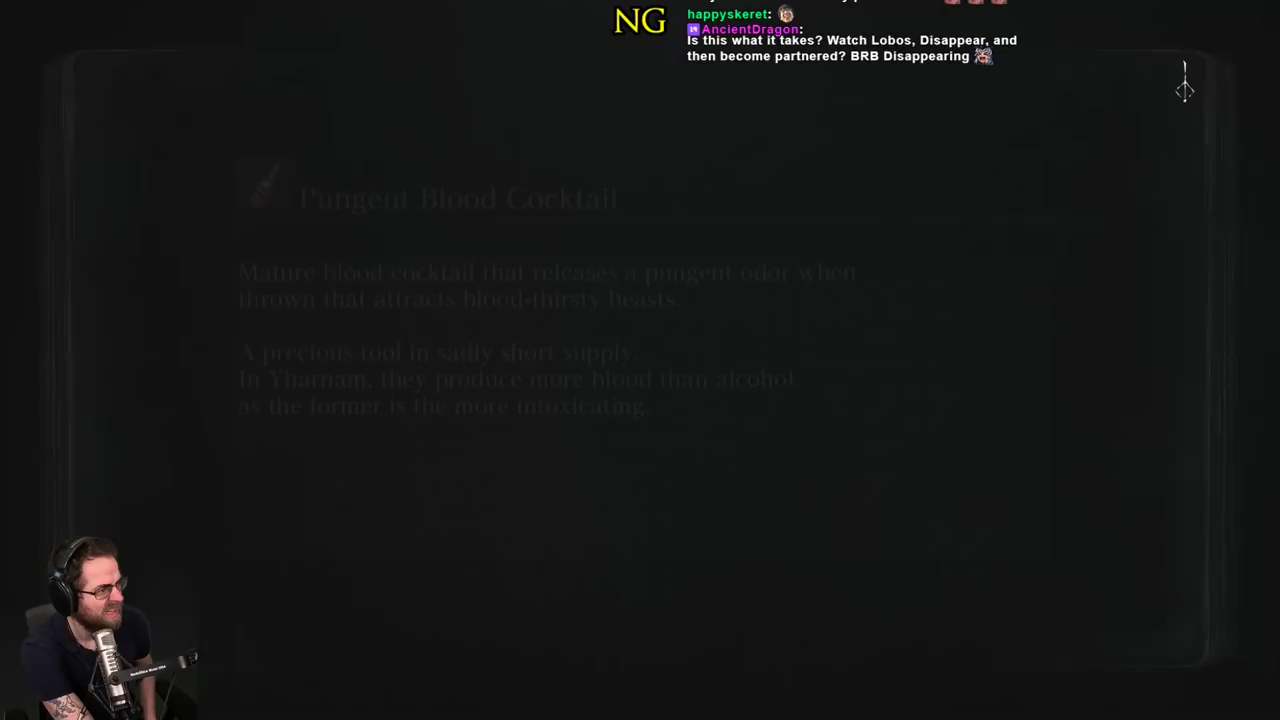 NG
happyskeret:
AncientDragon:
Is this what it takes? Watch Lobos, Disappear, and
then become partnered? BRB Disappearing
Pungent Blood Cocktail
Mature blood cocktail that releases a pungent odor when
thrown that attracts blood-thirsty beasts.
A precious tool in sadly short supply.
In Yharnam, they produce more blood than alcohol,
as the former is the more intoxicating.